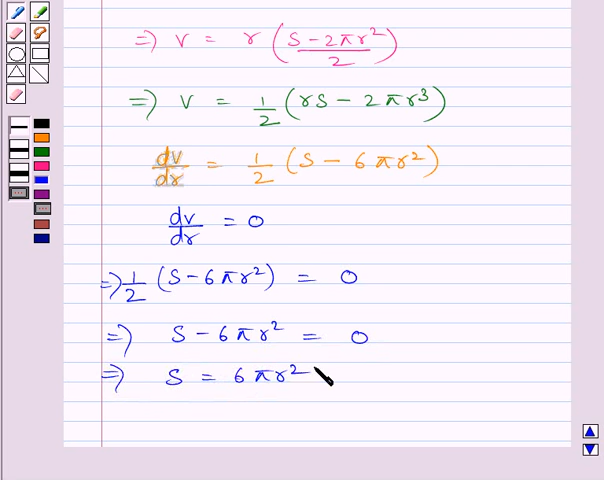 ⇒ V = r (S-2πr²/2)
⇒ V = 1/2 (rS - 2πr³)
dV/dr = 1/2 (S - 6πr²)
dV/dr = 0
⇒ 1/2 (S - 6πr²) = 0
⇒ S - 6πr² = 0
⇒ S = 6πr²